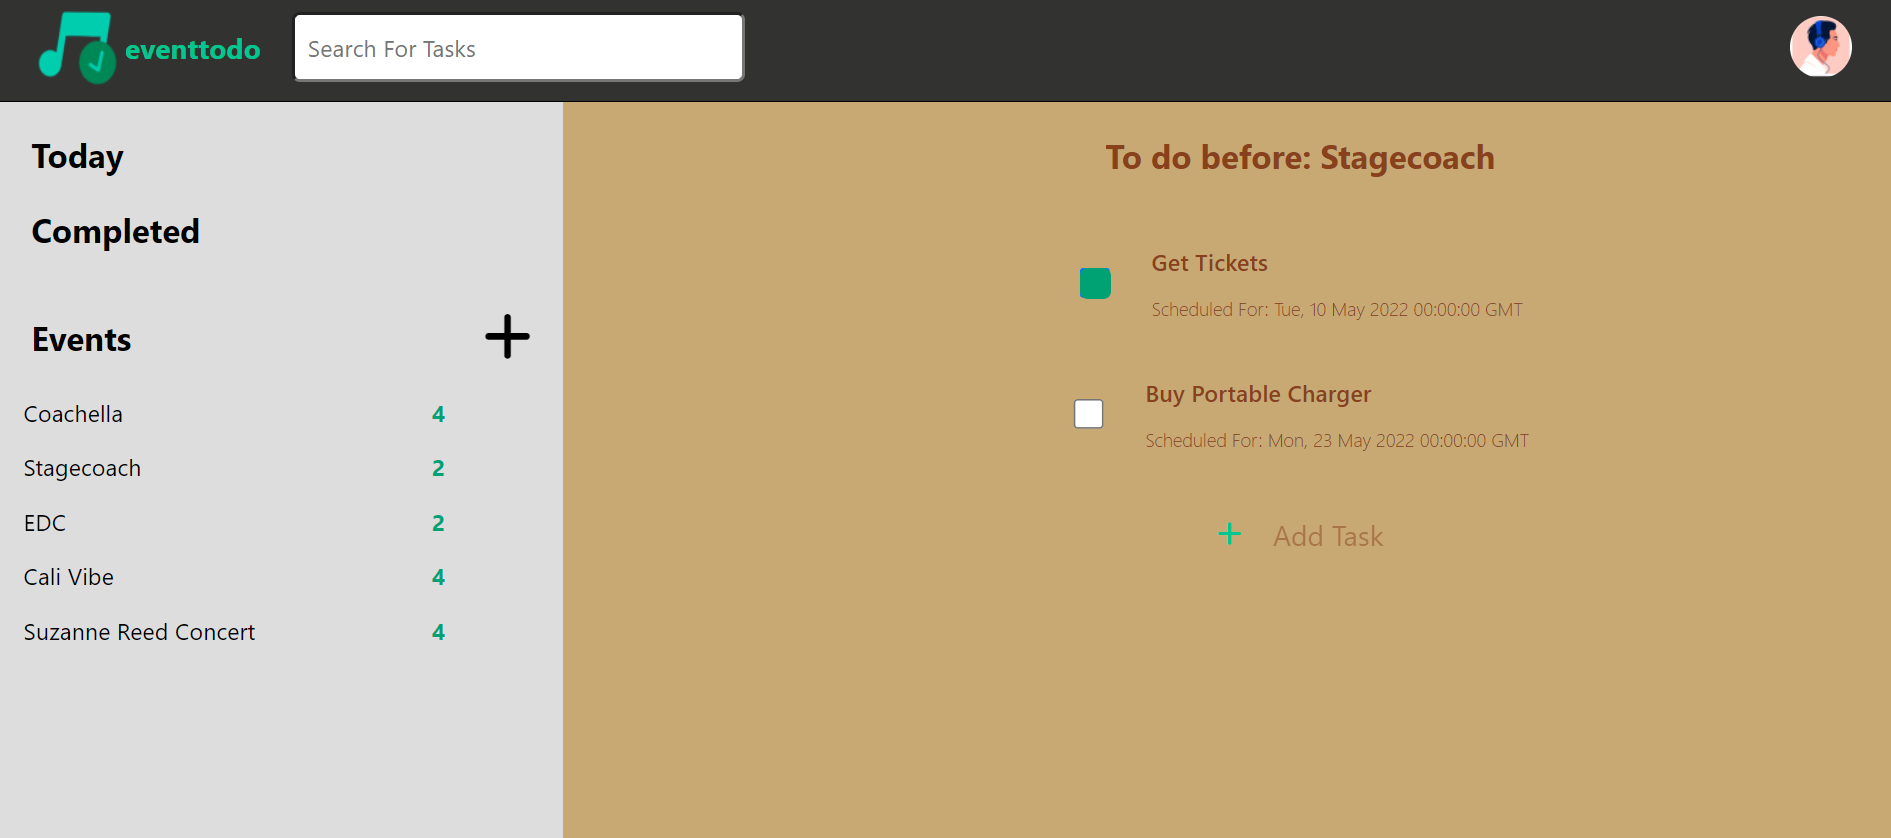 eventtodo
Search For Tasks
Today
Completed
Events
Coachella 4
Stagecoach 2
EDC 2
Cali Vibe 4
Suzanne Reed Concert 4
To do before: Stagecoach
Get Tickets
Scheduled For: Tue, 10 May 2022 00:00:00 GMT
Buy Portable Charger
Scheduled For: Mon, 23 May 2022 00:00:00 GMT
+ Add Task